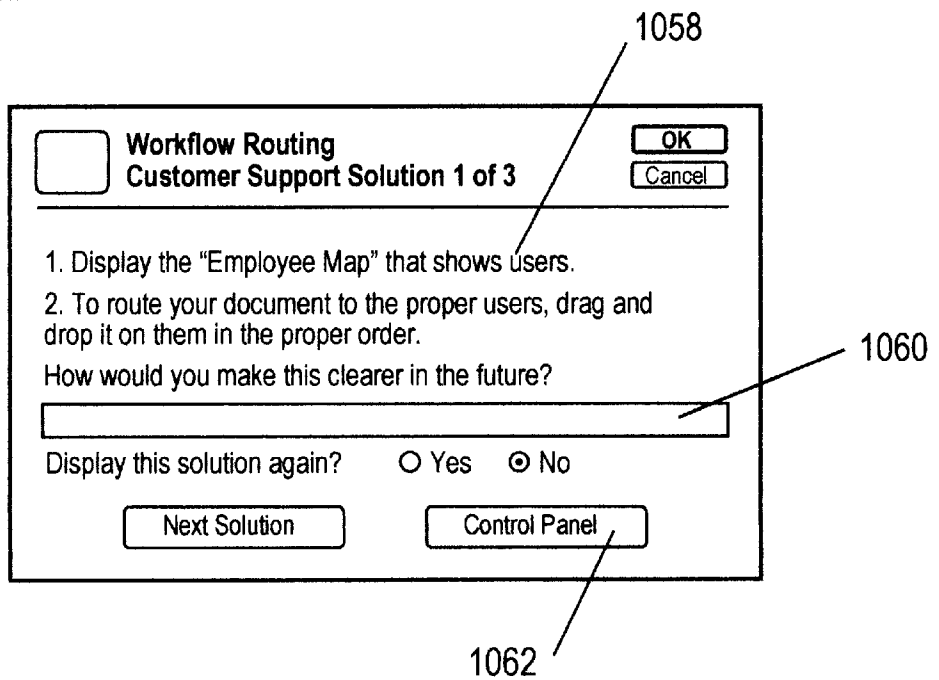 1058
Workflow Routing
OK
Customer Support Solution 1 of 3
Cancel
1. Display the “Employee Map” that shows users.
2. To route your document to the proper users, drag and
drop it on them in the proper order.
1060
How would you make this clearer in the future?
Display this solution again? Yes No
Next Solution Control Panel
1062